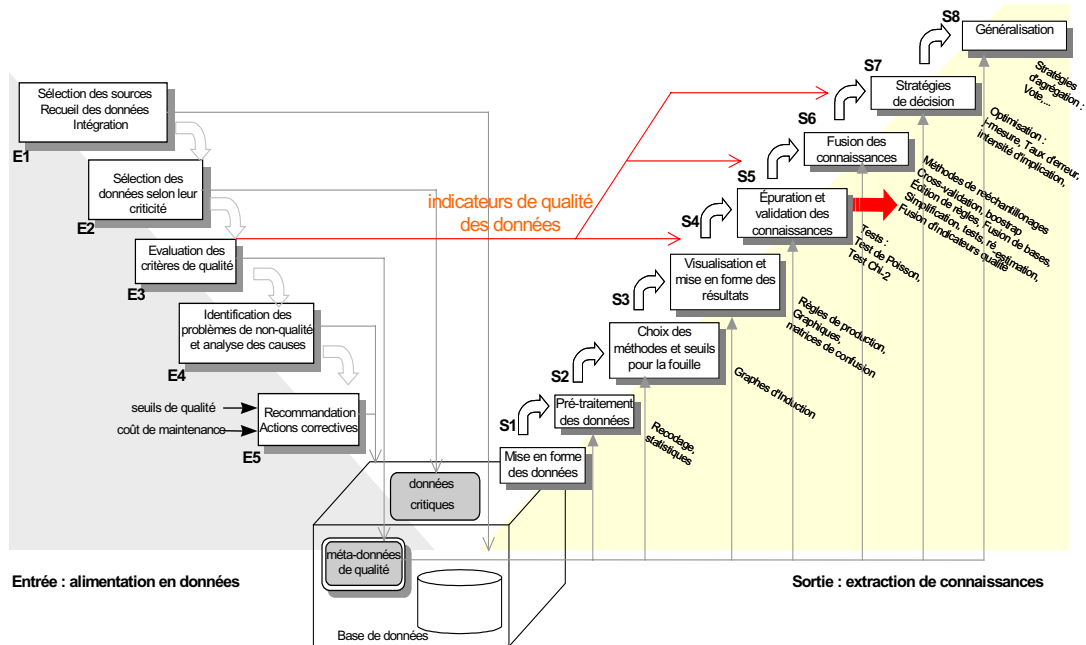 Sélection des sources
Recueil des données
Intégration
E1
Sélection des
données selon leur
criticité
E2
Evaluation des
critères de qualité
E3
Identification des
problèmes de non-qualité
et analyse des causes
E4
seuils de qualité
coût de maintenance
Recommandation
Actions correctives
E5
indicateurs de qualité
des données
données
critiques
méta-données
de qualité
Base de données
Entrée : alimentation en données
Sortie : extraction de connaissances
Mise en forme
des données
S1
Pré-traitement
des données
Recodage,
statistiques
S2
Choix des
méthodes et seuils
pour la fouille
Graphes d'Induction
S3
Visualisation et
mise en forme des
résultats
Règles de production,
Graphiques,
matrices de confusion
S4
Épuration et
validation des
connaissances
Tests :
Test de Poisson,
Test Chi-2
S5
Fusion des
connaissances
Méthodes de reéchantillonages
Cross-validation, boostrap
Édition de règles, Fusion de bases,
Simplification, tests, ré -estimation,
Fusion d'indicateurs qualité
S6
S7
Stratégies
de décision
Optimisation :
j-mesure, Taux d'erreur,
intensité d'implication,
S8
Généralisation
Stratégies
d'agrégation :
Vote,...